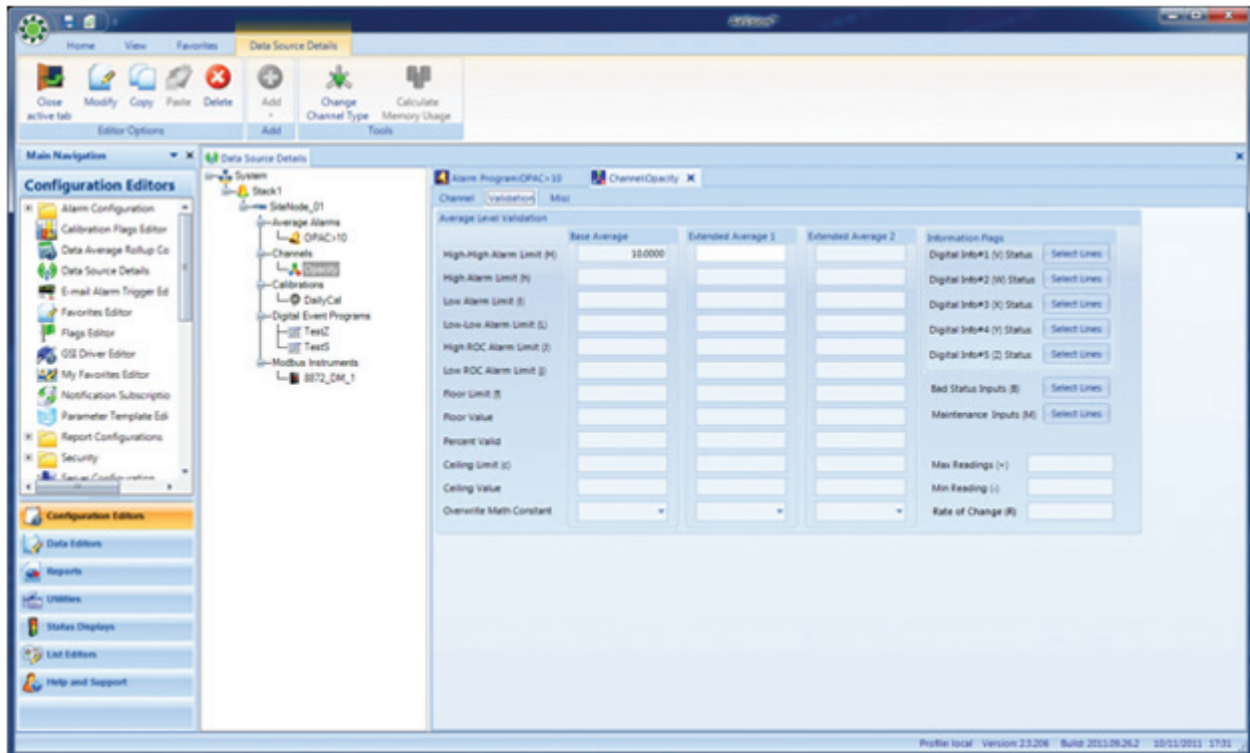 AirVision™
Home View Favorites Data Source Details
Close active tab
Modify
Copy
Paste
Delete
Add
Change Channel Type
Calculate Memory Usage
Editor Options
Add
Tools
Main Navigation
Configuration Editors
Alarm Configuration
Calibration Flags Editor
Data Average Rollup Co
Data Source Details
E-mail Alarm Trigger Ed
Favorites Editor
Flags Editor
GSI Driver Editor
My Favorites Editor
Notification Subscriptio
Parameter Template Edi
Report Configurations
Security
Server Configuration
Configuration Editors
Data Editors
Reports
Utilities
Status Displays
List Editors
Help and Support
Data Source Details
System
Stack1
SiteNode_01
Average Alarms
OPAC>10
Channels
Opacity
Calibrations
DailyCal
Digital Event Programs
TestZ
TestS
Modbus Instruments
8872_DM_1
Alarm Program:OPAC>10
Channel:Opacity
Channel Validation Misc
Average Level Validation
Base Average Extended Average 1 Extended Average 2 Information Flags
High-High Alarm Limit (H) 10.0000
High Alarm Limit (h)
Low Alarm Limit (l)
Low-Low Alarm Limit (L)
High ROC Alarm Limit (J)
Low ROC Alarm Limit (j)
Floor Limit (f)
Floor Value
Percent Valid
Ceiling Limit (c)
Ceiling Value
Overwrite Math Constant
Digital Info#1 (V) Status Select Lines
Digital Info#2 (W) Status Select Lines
Digital Info#3 (X) Status Select Lines
Digital Info#4 (Y) Status Select Lines
Digital Info#5 (Z) Status Select Lines
Bad Status Inputs (B) Select Lines
Maintenance Inputs (M) Select Lines
Max Readings (+)
Min Reading (-)
Rate of Change (R)
Profile: local Version: 2.3.206 Build: 2011.09.26.2 10/11/2011 17:01